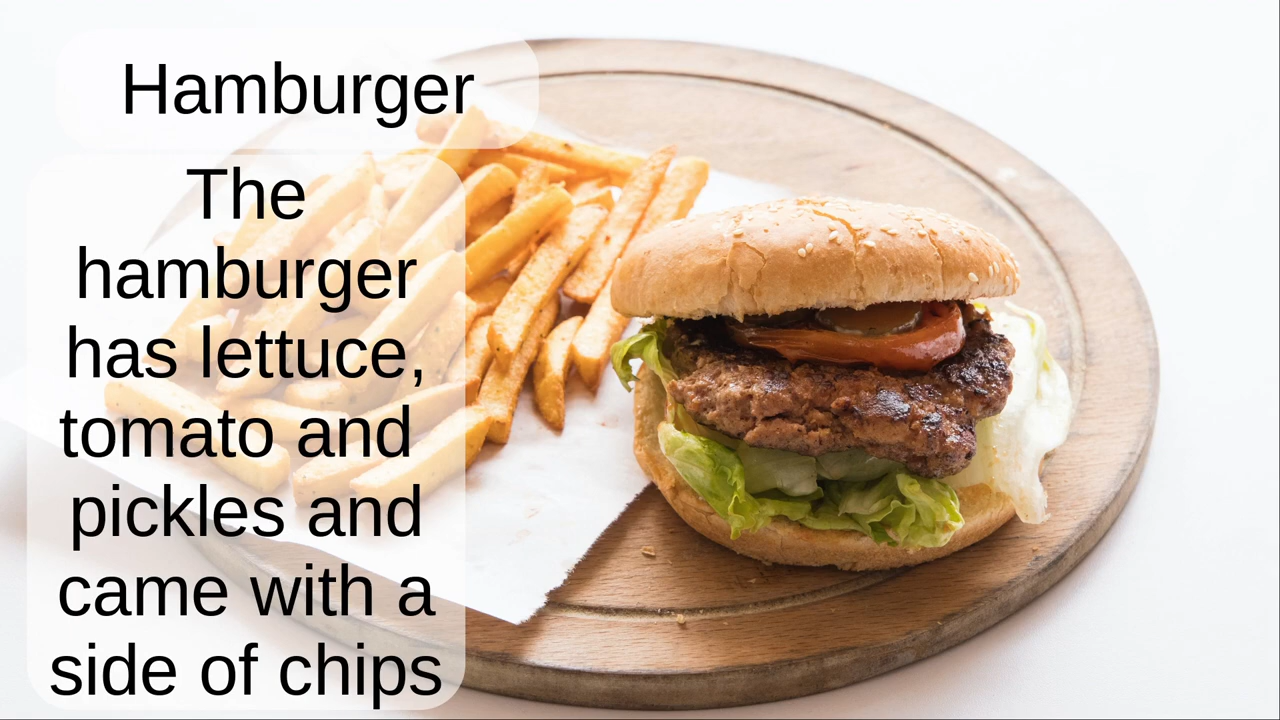 Hamburger
The
hamburger
has lettuce,
tomato and
pickles and
came with a
side of chips